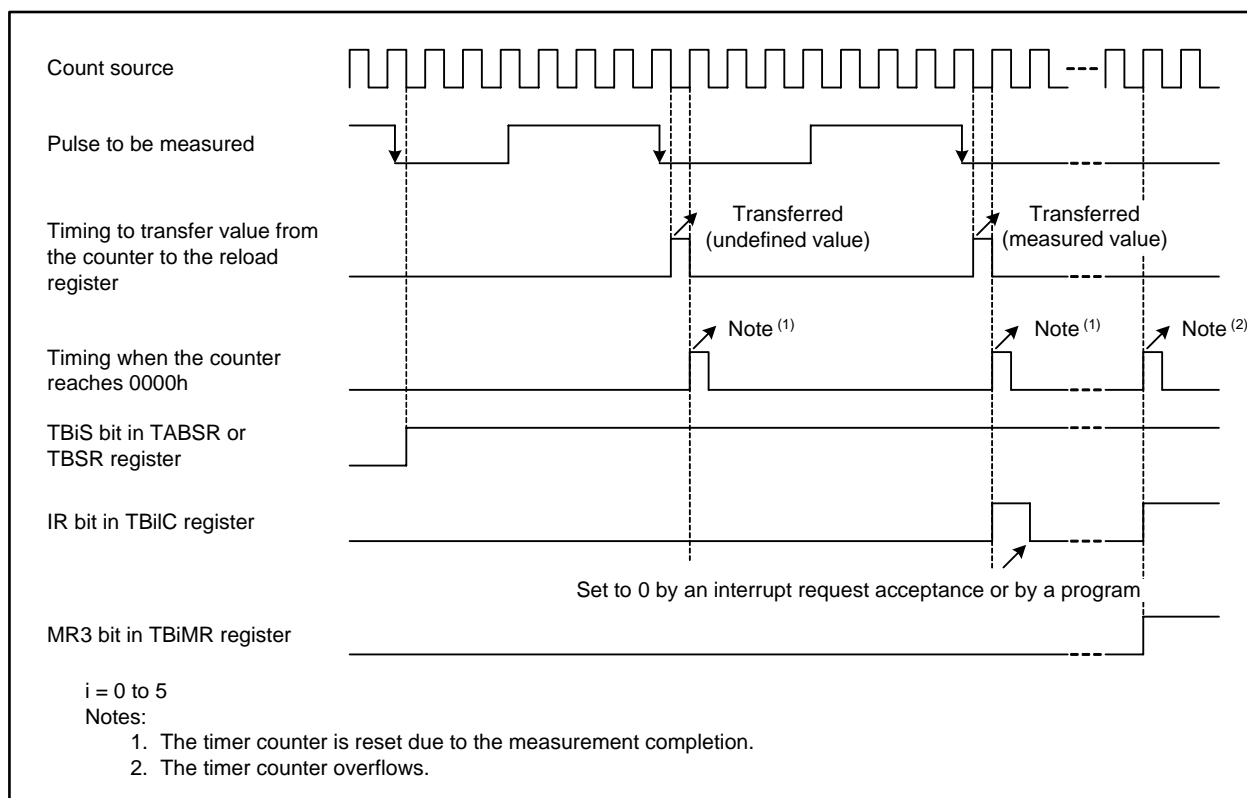 Count source
Pulse to be measured
Timing to transfer value from
the counter to the reload
register
Transferred
(undefined value)
Transferred
(measured value)
Timing when the counter
reaches 0000h
Note (1)
Note (1)
Note (2)
TBiS bit in TABSR or
TBSR register
IR bit in TBiIC register
Set to 0 by an interrupt request acceptance or by a program
MR3 bit in TBiMR register
i = 0 to 5
Notes:
1. The timer counter is reset due to the measurement completion.
2. The timer counter overflows.